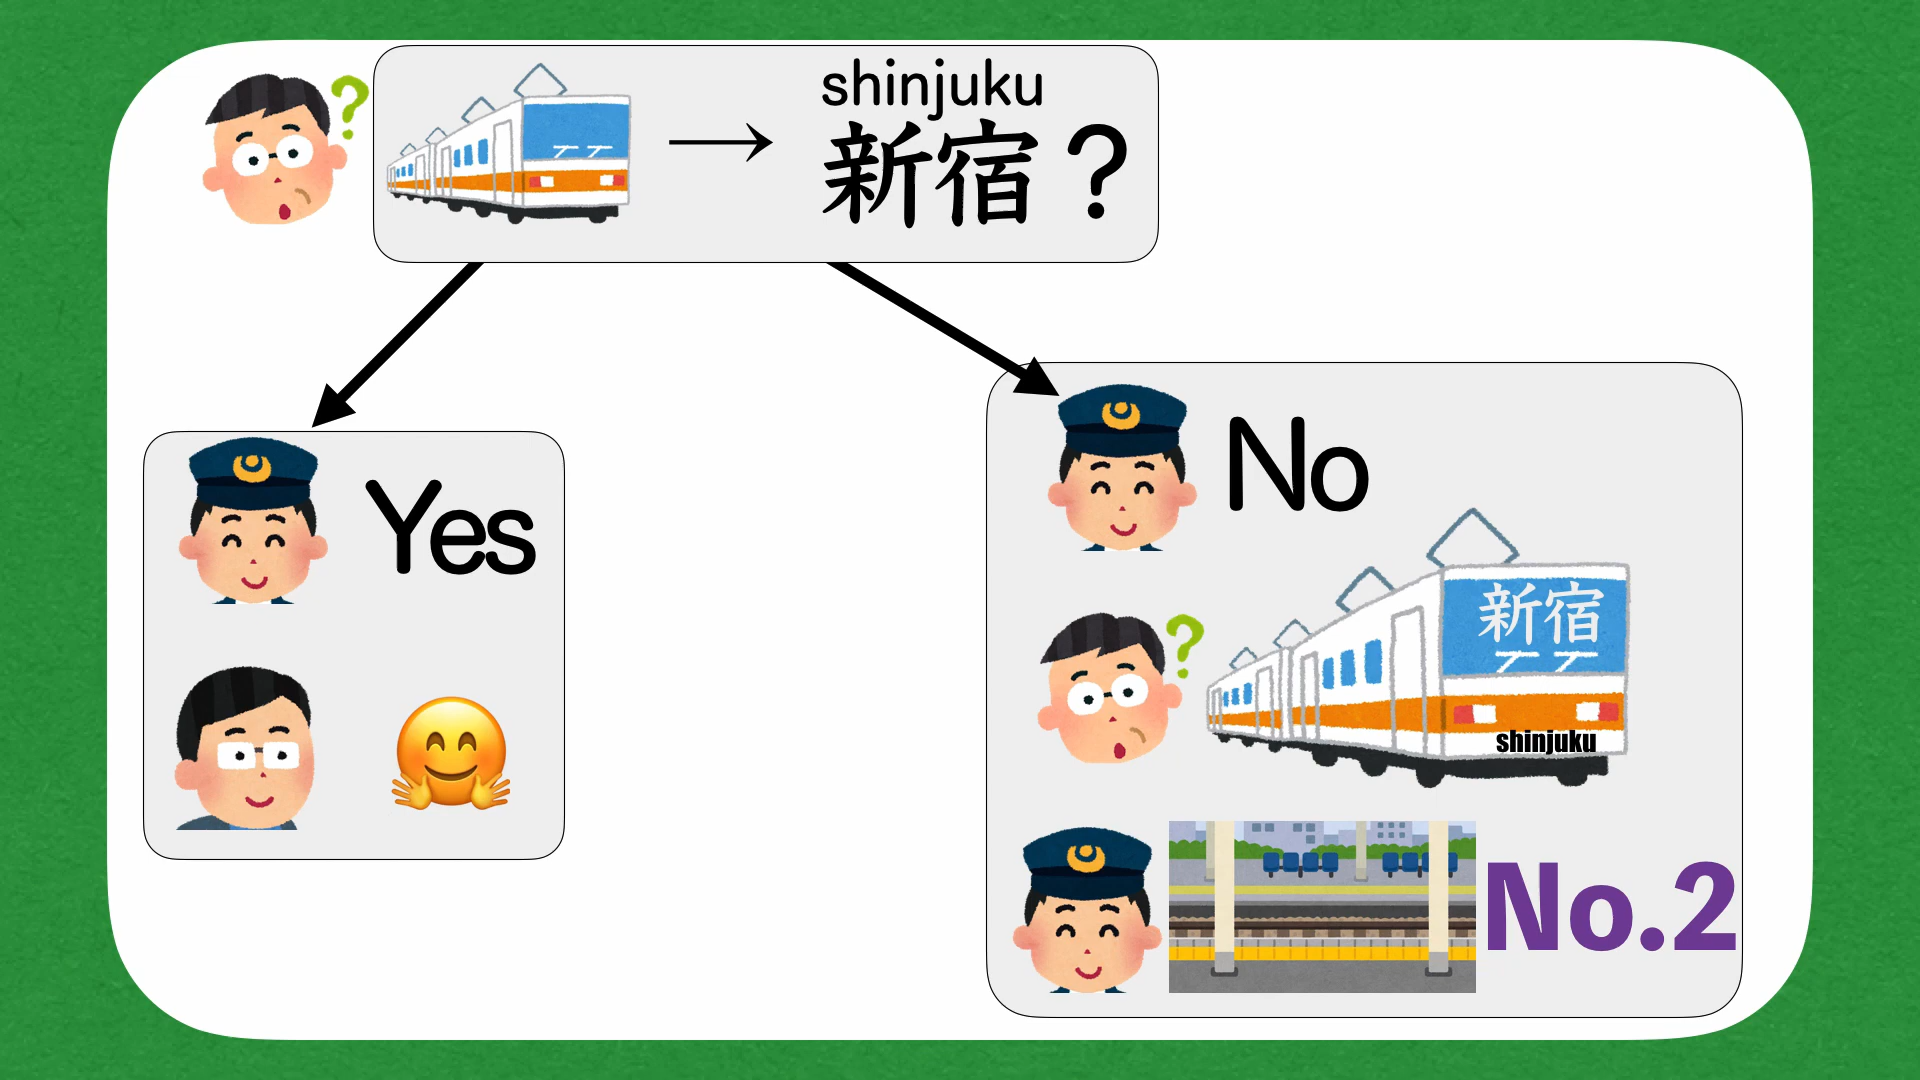 shinjuku
新宿？
Yes
No
新宿
shinjuku
No.2